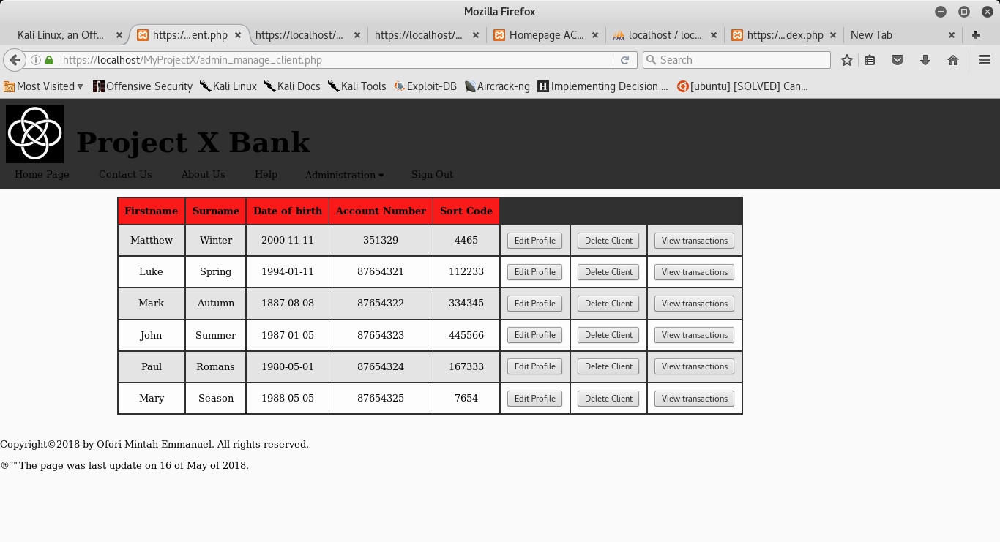 Mozilla Firefox
Kali Linux, an Off... https:/...ent.php https://localhost/... https://localhost/... Homepage AC... localhost / loc... https:/...dex.php New Tab
https://localhost/MyProjectX/admin_manage_client.php Search
Most Visited Offensive Security Kali Linux Kali Docs Kali Tools Exploit-DB Aircrack-ng Implementing Decision ... [ubuntu] [SOLVED] Can...
Project X Bank
Home Page Contact Us About Us Help Administration Sign Out
Firstname Surname Date of birth Account Number Sort Code
Matthew Winter 2000-11-11 351329 4465 Edit Profile Delete Client View transactions
Luke Spring 1994-01-11 87654321 112233 Edit Profile Delete Client View transactions
Mark Autumn 1887-08-08 87654322 334345 Edit Profile Delete Client View transactions
John Summer 1987-01-05 87654323 445566 Edit Profile Delete Client View transactions
Paul Romans 1980-05-01 87654324 167333 Edit Profile Delete Client View transactions
Mary Season 1988-05-05 87654325 7654 Edit Profile Delete Client View transactions
Copyright©2018 by Ofori Mintah Emmanuel. All rights reserved.
®™The page was last update on 16 of May of 2018.